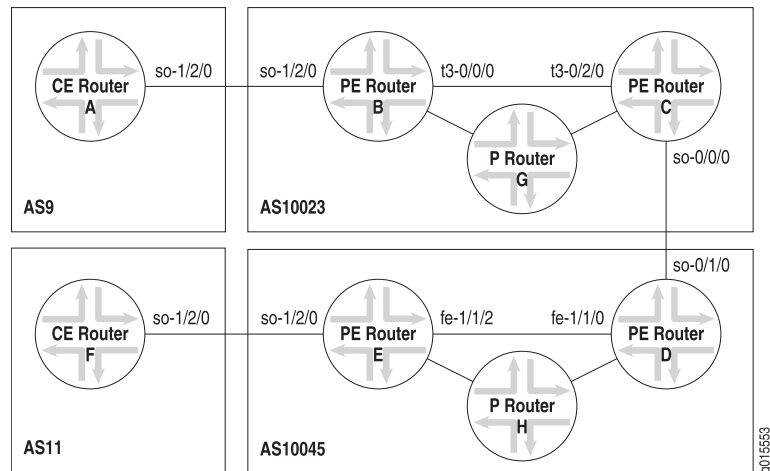 CE Router
A
so-1/2/0
AS9
so-1/2/0
PE Router
B
t3-0/0/0
t3-0/2/0
PE Router
C
P Router
G
so-0/0/0
AS10023
CE Router
F
so-1/2/0
AS11
so-0/1/0
so-1/2/0
PE Router
E
fe-1/1/2
fe-1/1/0
PE Router
D
P Router
H
AS10045
g015553